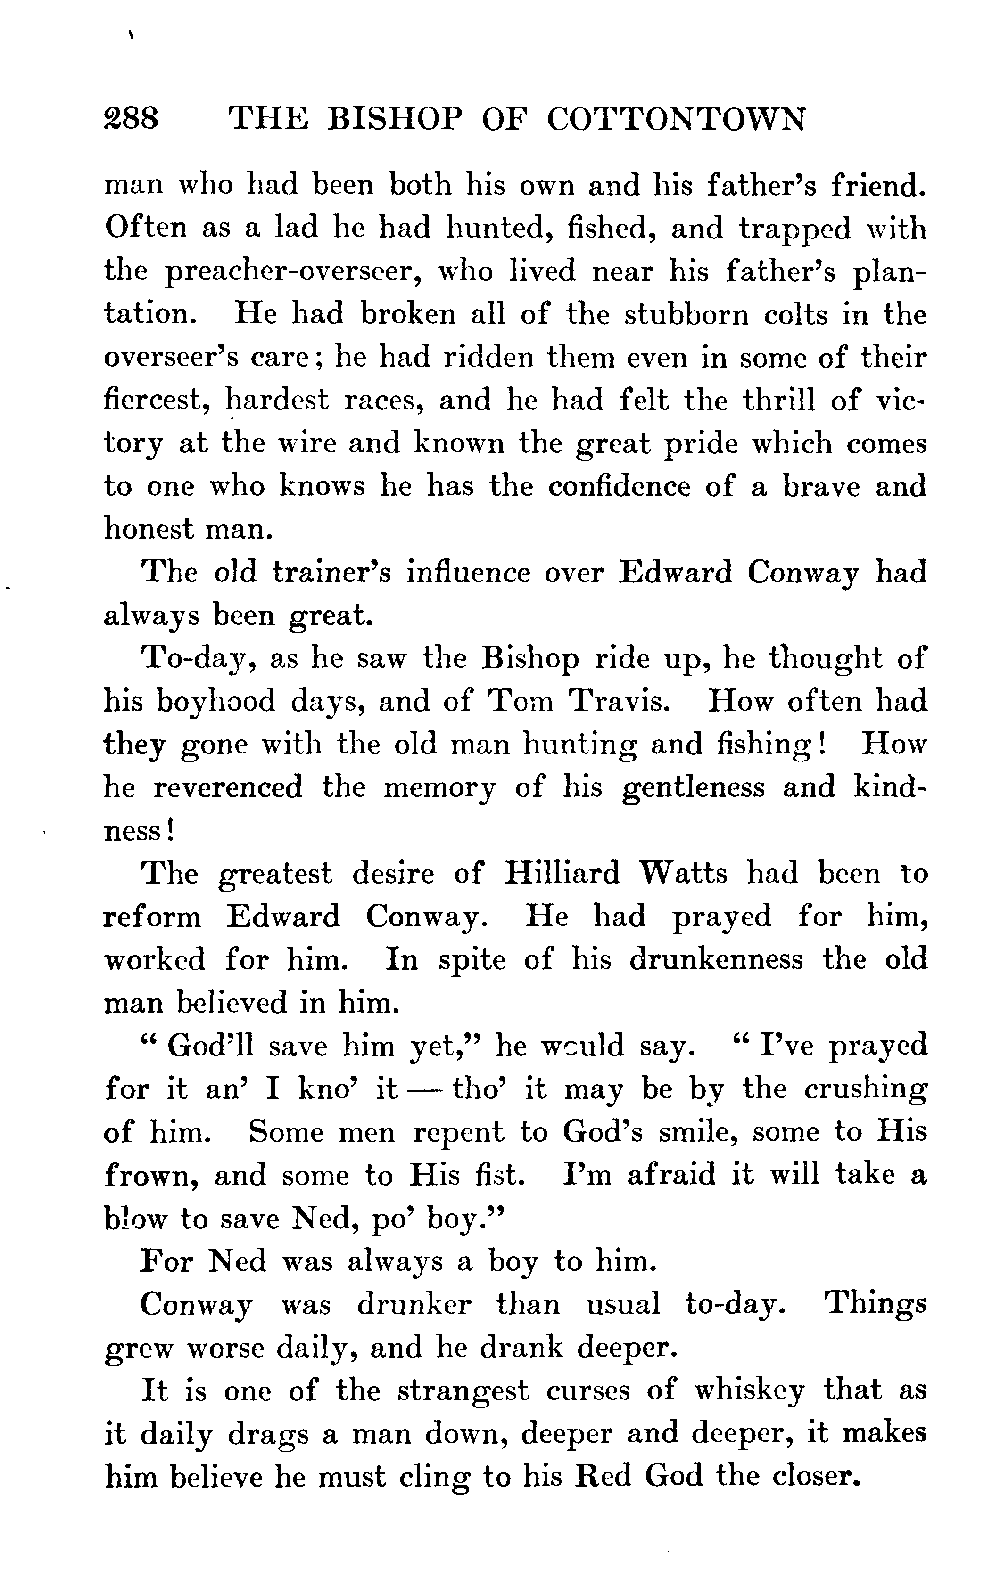 288 THE BISHOP OF COTTONTOWN
man who had been both his own and his father's friend.
Often as a lad he had hunted, fished, and trapped with
the preacher-overseer, who lived near his father's plan-
tation. He had broken all of the stubborn colts in the
overseer's care; he had ridden them even in some of their
fiercest, hardest races, and he had felt the thrill of vic-
tory at the wire and known the great pride which comes
to one who knows he has the confidence of a brave and
honest man.
The old trainer's influence over Edward Conway had
always been great.
To-day, as he saw the Bishop ride up, he thought of
his boyhood days, and of Tom Travis. How often had
they gone with the old man hunting and fishing! How
he reverenced the memory of his gentleness and kind-
ness!
The greatest desire of Hilliard Watts had been to
reform Edward Conway. He had prayed for him,
worked for him. In spite of his drunkenness the old
man believed in him.
" God'll save him yet," he would say. " I've prayed
for it an' I kno' it — tho' it may be by the crushing
of him. Some men repent to God's smile, some to His
frown, and some to His fist. I'm afraid it will take a
blow to save Ned, po' boy."
For Ned was always a boy to him.
Conway was drunker than usual to-day. Things
grew worse daily, and he drank deeper.
It is one of the strangest curses of whiskey that as
it daily drags a man down, deeper and deeper, it makes
him believe he must cling to his Red God the closer.